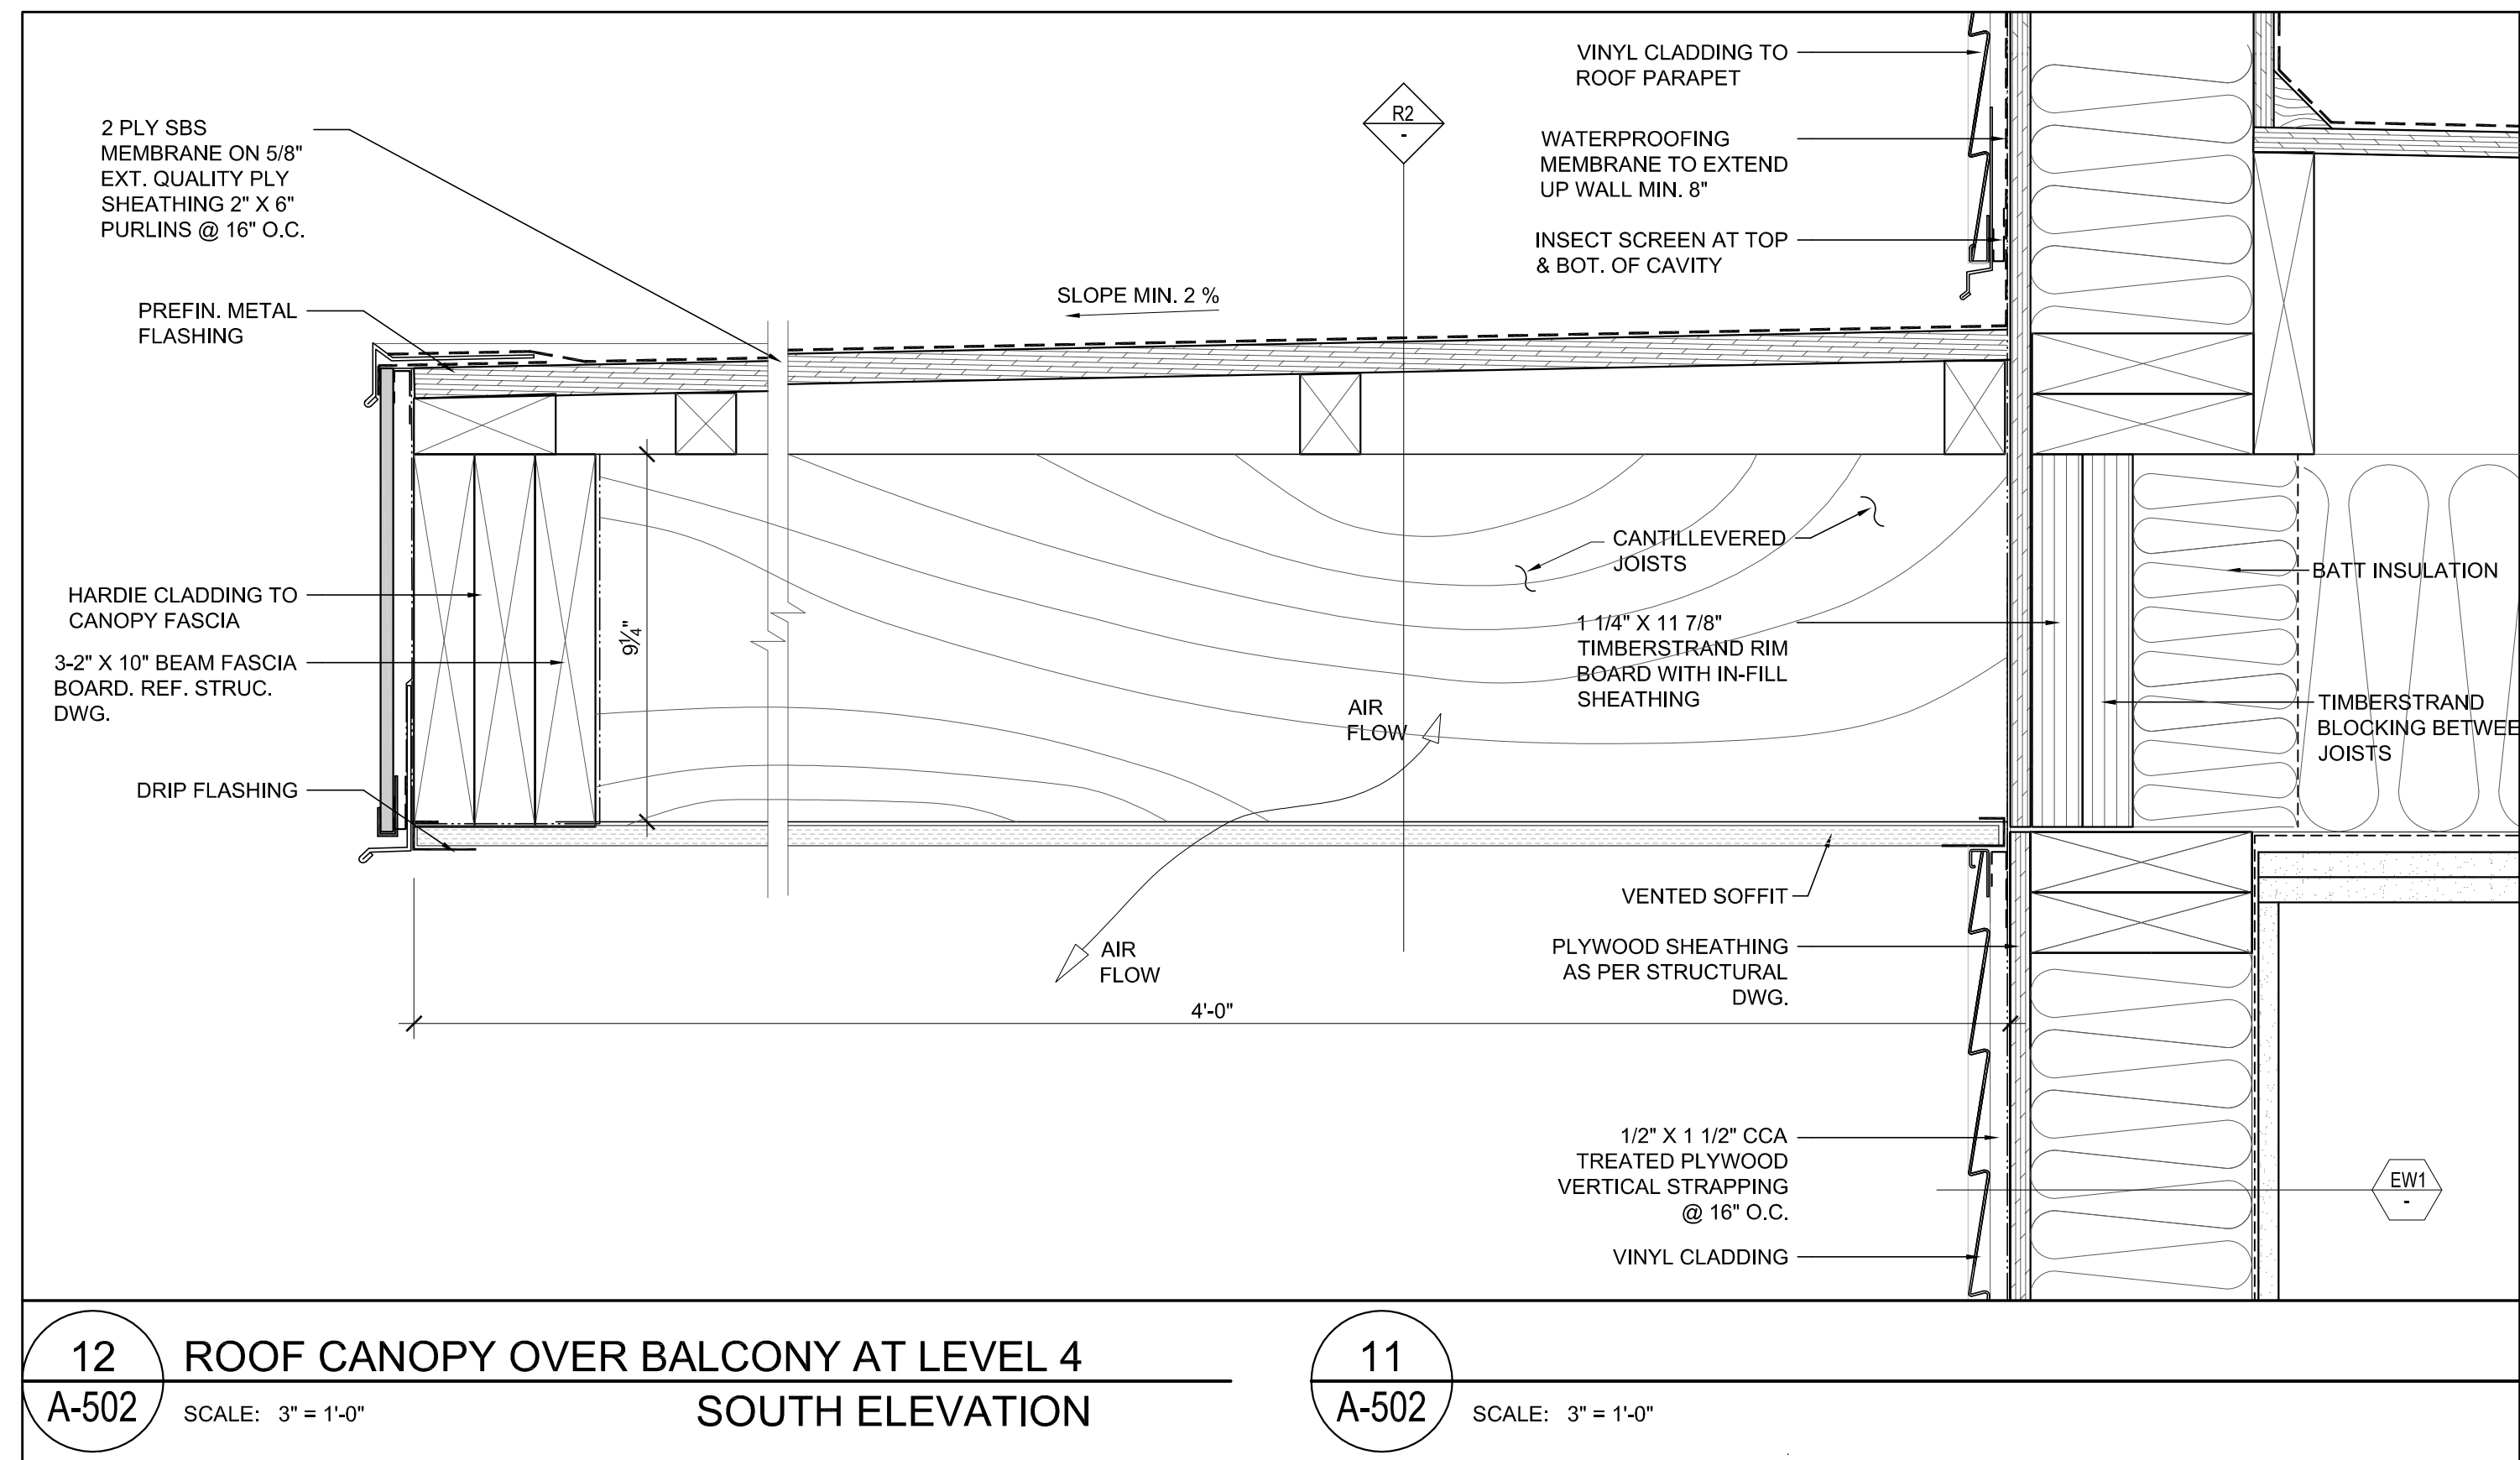 2 PLY SBS
MEMBRANE ON 5/8"
EXT. QUALITY PLY
SHEATHING 2" X 6"
PURLINS @ 16" O.C.
PREFIN. METAL
FLASHING
HARDIE CLADDING TO
CANOPY FASCIA
3-2" X 10" BEAM FASCIA
BOARD. REF. STRUC.
DWG.
DRIP FLASHING
SLOPE MIN. 2 %
R2
-
9¼"
VINYL CLADDING TO
ROOF PARAPET
WATERPROOFING
MEMBRANE TO EXTEND
UP WALL MIN. 8"
INSECT SCREEN AT TOP
& BOT. OF CAVITY
CANTILLEVERED
JOISTS
1 1/4" X 11 7/8"
TIMBERSTRAND RIM
BOARD WITH IN-FILL
SHEATHING
AIR
FLOW
AIR
FLOW
BATT INSULATION
TIMBERSTRAND
BLOCKING BETWEE
JOISTS
VENTED SOFFIT
PLYWOOD SHEATHING
AS PER STRUCTURAL
DWG.
4'-0"
1/2" X 1 1/2" CCA
TREATED PLYWOOD
VERTICAL STRAPPING
@ 16" O.C.
VINYL CLADDING
EW1
-
12
A-502
ROOF CANOPY OVER BALCONY AT LEVEL 4
SOUTH ELEVATION
SCALE: 3" = 1'-0"
11
A-502
SCALE: 3" = 1'-0"